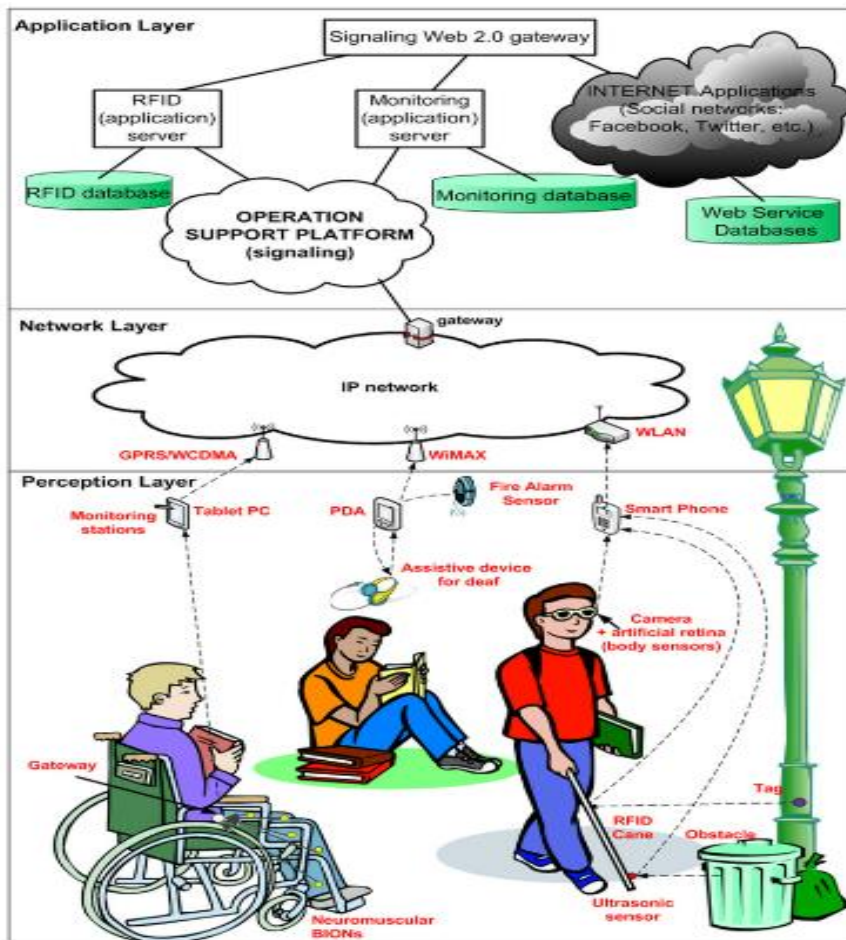 Application Layer
Signaling Web 2.0 gateway
RFID
(application)
server
Monitoring
(application)
server
INTERNET Applications
(Social networks:
Facebook, Twitter, etc.)
RFID database
Monitoring database
Web Service
Databases
OPERATION
SUPPORT PLATFORM
(signaling)
Network Layer
gateway
IP network
GPRS/WCDMA
WiMAX
WLAN
Perception Layer
Monitoring
stations
Tablet PC
PDA
Fire Alarm
Sensor
Smart Phone
Assistive device
for deaf
Camera
+ artificial retina
(body sensors)
Gateway
Tag
RFID
Cane
Obstacle
Ultrasonic
sensor
Neuromuscular
BIONs